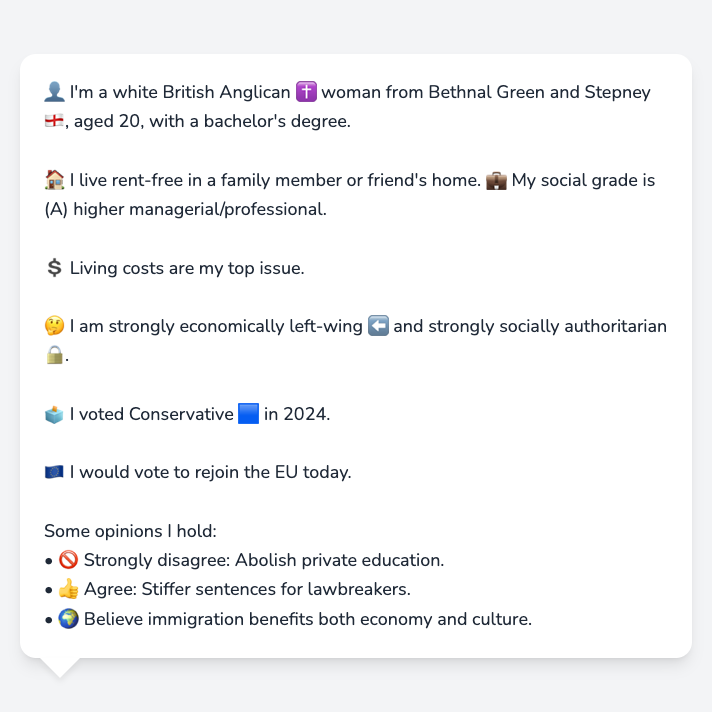 👤 I'm a white British Anglican ✝️ woman from Bethnal Green and Stepney
🏴󠁧󠁢󠁥󠁮󠁧󠁿, aged 20, with a bachelor's degree.
🏠 I live rent-free in a family member or friend's home. 💼 My social grade is
(A) higher managerial/professional.
💲 Living costs are my top issue.
🤔 I am strongly economically left-wing ⬅️ and strongly socially authoritarian
🔒.
🗳️ I voted Conservative 🟦 in 2024.
🇪🇺 I would vote to rejoin the EU today.
Some opinions I hold:
• 🚫 Strongly disagree: Abolish private education.
• 👍 Agree: Stiffer sentences for lawbreakers.
• 🌍 Believe immigration benefits both economy and culture.